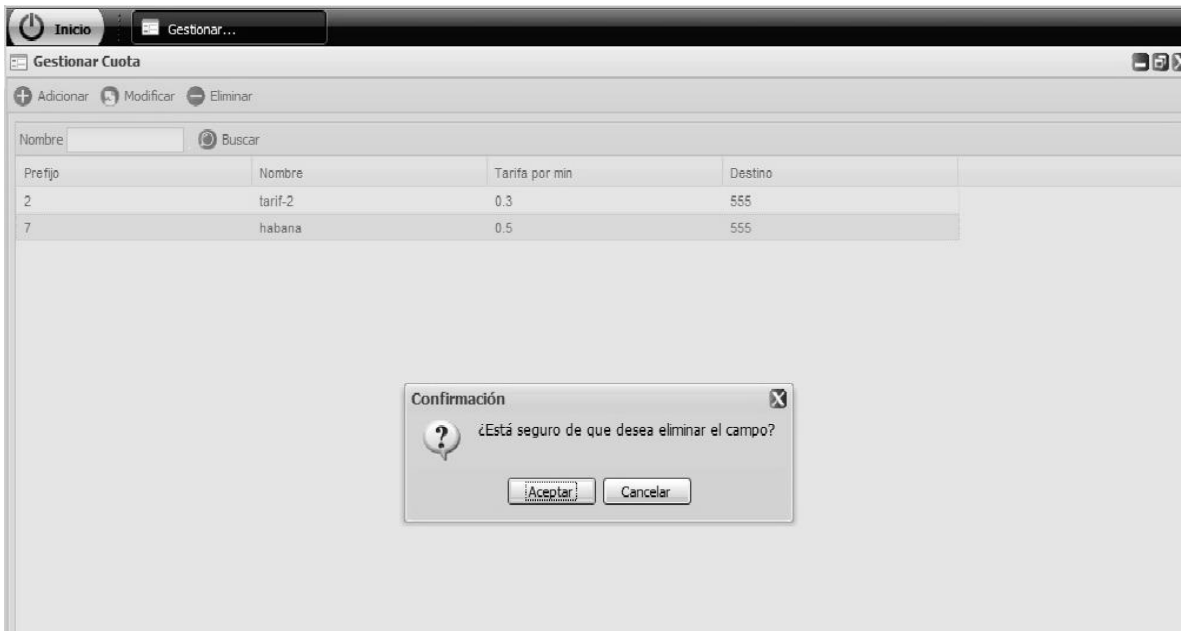 Inicio Gestionar...
Gestionar Cuota
Adicionar Modificar Eliminar
Nombre Buscar
Prefijo Nombre Tarifa por min Destino
2 tarif-2 0.3 555
7 habana 0.5 555
Confirmación
¿Está seguro de que desea eliminar el campo?
Aceptar Cancelar